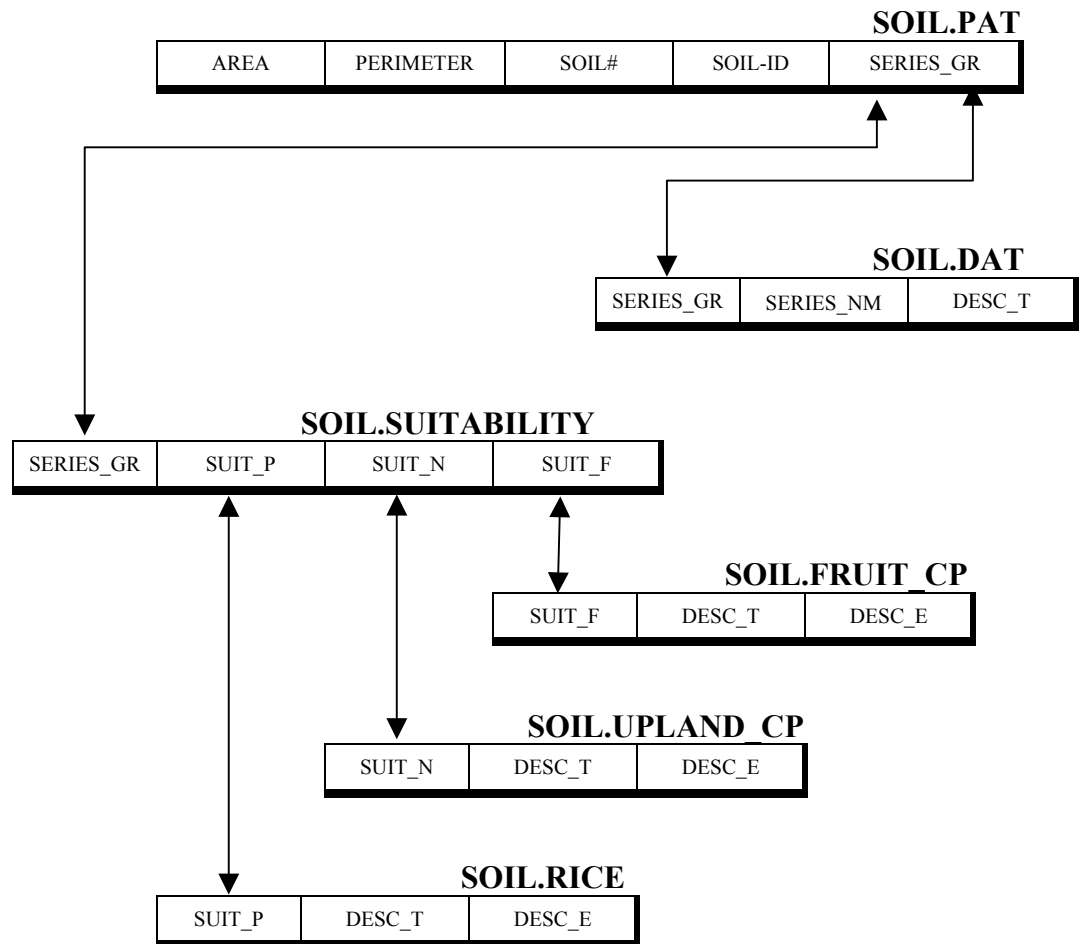 SOIL.PAT
AREA PERIMETER SOIL# SOIL-ID SERIES_GR
SOIL.DAT
SERIES_GR SERIES_NM DESC_T
SOIL.SUITABILITY
SERIES_GR SUIT_P SUIT_N SUIT_F
SOIL.FRUIT_CP
SUIT_F DESC_T DESC_E
SOIL.UPLAND_CP
SUIT_N DESC_T DESC_E
SOIL.RICE
SUIT_P DESC_T DESC_E